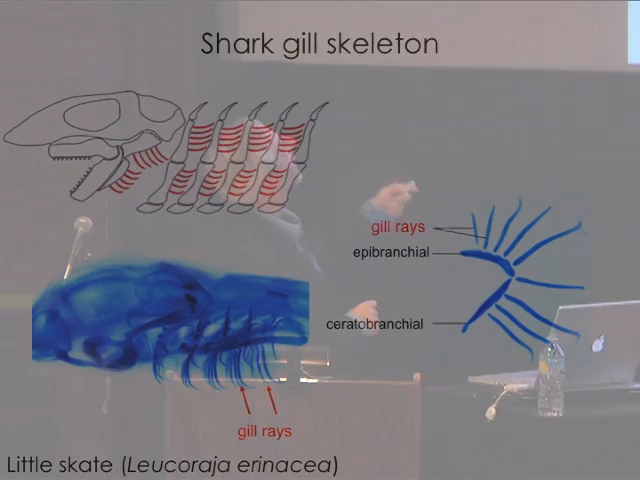 Shark gill skeleton
gill rays
epibranchial
ceratobranchial
gill rays
Little skate (Leucoraja erinacea)